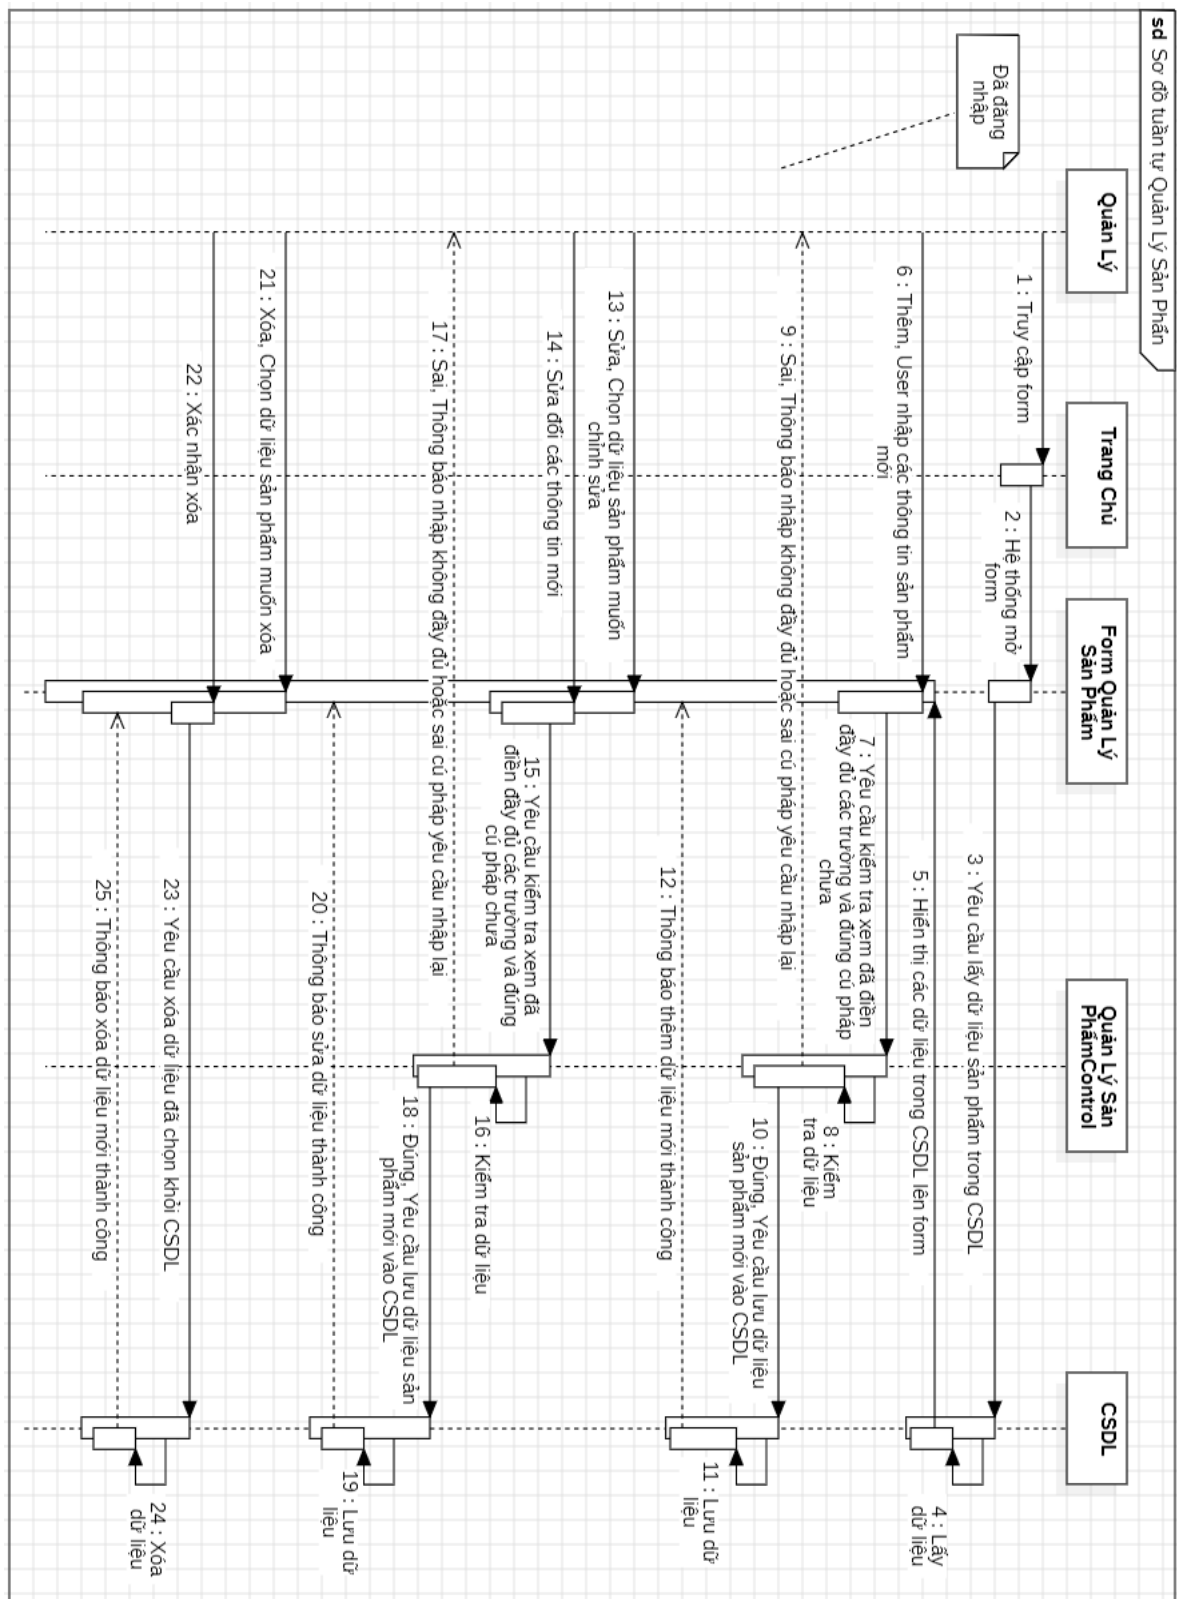 sd Sơ đồ tuần tự Quản Lý Sản Phẩn
Đã đăng
nhập
Quản Lý
Trang Chủ
Form Quản Lý
Sản Phẩm
Quản Lý Sản
PhẩmControl
CSDL
1 : Truy cập form
2 : Hệ thống mở
form
3 : Yêu cầu lấy dữ liệu sản phẩm trong CSDL
4 : Lấy
dữ liệu
5 : Hiển thị các dữ liệu trong CSDL lên form
6 : Thêm, User nhập các thông tin sản phẩm
mới
7 : Yêu cầu kiểm tra xem đã điền
đầy đủ các trường và đúng cú pháp
chưa
8 : Kiểm
tra dữ liệu
9 : Sai, Thông báo nhập không đầy đủ hoặc sai cú pháp yêu cầu nhập lại
10 : Đúng, Yêu cầu lưu dữ liệu
sản phẩm mới vào CSDL
11 : Lưu dữ
liệu
12 : Thông báo thêm dữ liệu mới thành công
13 : Sửa, Chọn dữ liệu sản phẩm muốn
chỉnh sửa
14 : Sửa đổi các thông tin mới
15 : Yêu cầu kiểm tra xem đã
điền đầy đủ các trường và đúng
cú pháp chưa
16 : Kiểm tra dữ liệu
17 : Sai, Thông báo nhập không đầy đủ hoặc sai cú pháp yêu cầu nhập lại
18 : Đúng, Yêu cầu lưu dữ liệu sản
phẩm mới vào CSDL
19 : Lưu dữ
liệu
20 : Thông báo sửa dữ liệu thành công
21 : Xóa, Chọn dữ liệu sản phẩm muốn xóa
22 : Xác nhận xóa
23 : Yêu cầu xóa dữ liệu đã chọn khỏi CSDL
24 : Xóa
dữ liệu
25 : Thông báo xóa dữ liệu mới thành công